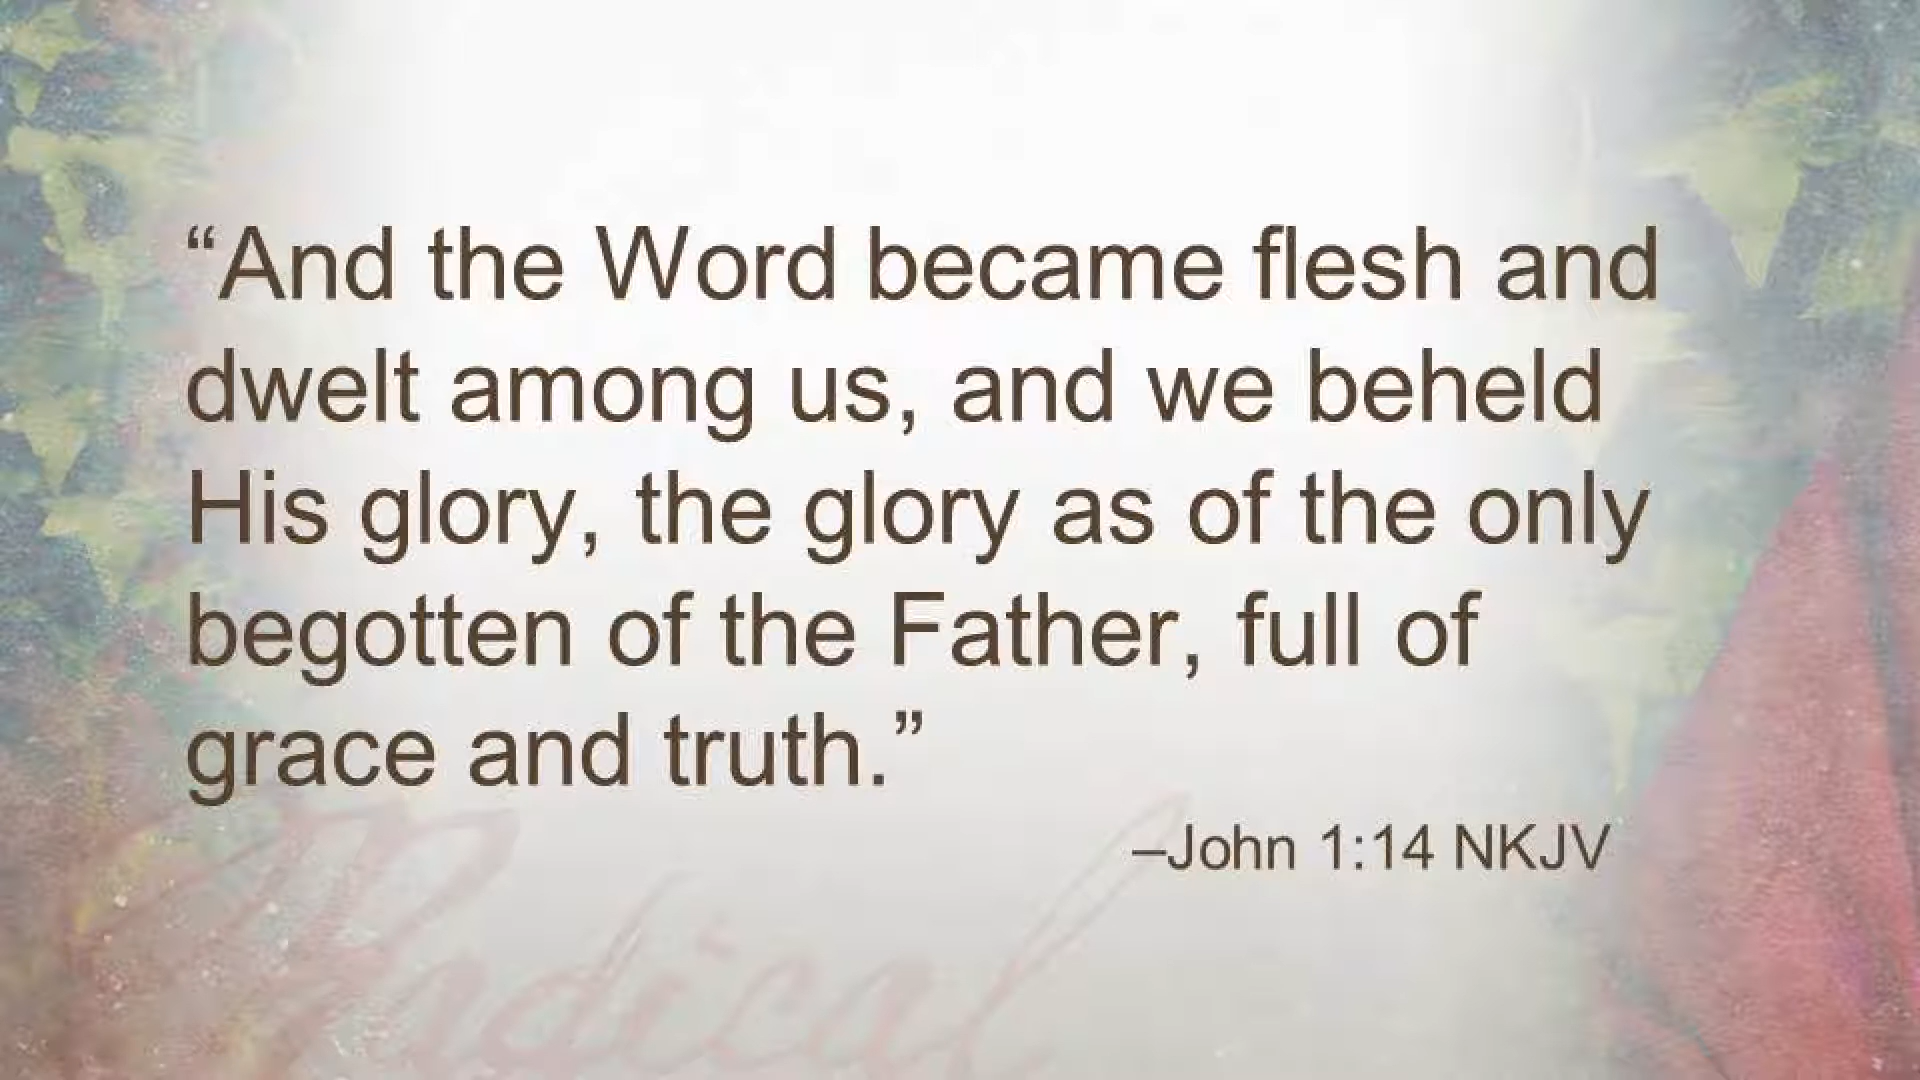 “And the Word became flesh and
dwelt among us, and we beheld
His glory, the glory as of the only
begotten of the Father, full of
grace and truth.”
–John 1:14 NKJV
Radical